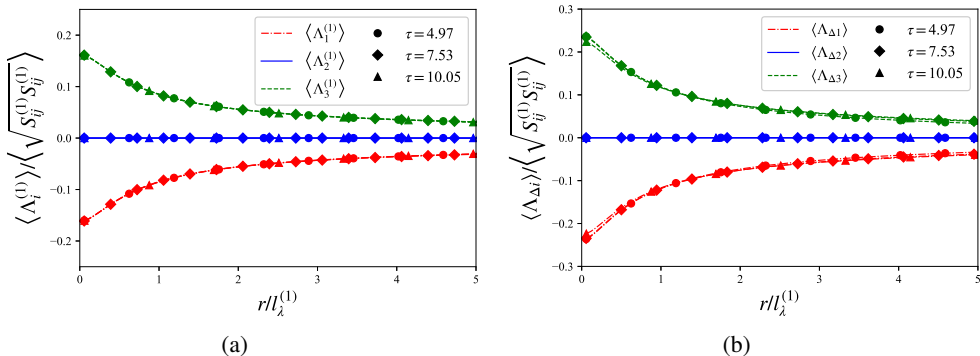 0.2
0.1
0.0
−0.1
−0.2
0 1 2 3 4 5
⟨Λ_i^(1)⟩/⟨√(S_ij^(1) S_ij^(1))⟩
r/l_λ^(1)
⟨Λ_1^(1)⟩ τ = 4.97
⟨Λ_2^(1)⟩ τ = 7.53
⟨Λ_3^(1)⟩ τ = 10.05
(a)
0.3
0.2
0.1
0.0
−0.1
−0.2
−0.3
0 1 2 3 4 5
⟨Λ_Δi⟩/⟨√(S_ij^(1) S_ij^(1))⟩
r/l_λ^(1)
⟨Λ_Δ1⟩ τ = 4.97
⟨Λ_Δ2⟩ τ = 7.53
⟨Λ_Δ3⟩ τ = 10.05
(b)